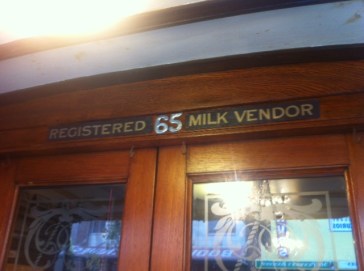 REGISTERED 65 MILK VENDOR